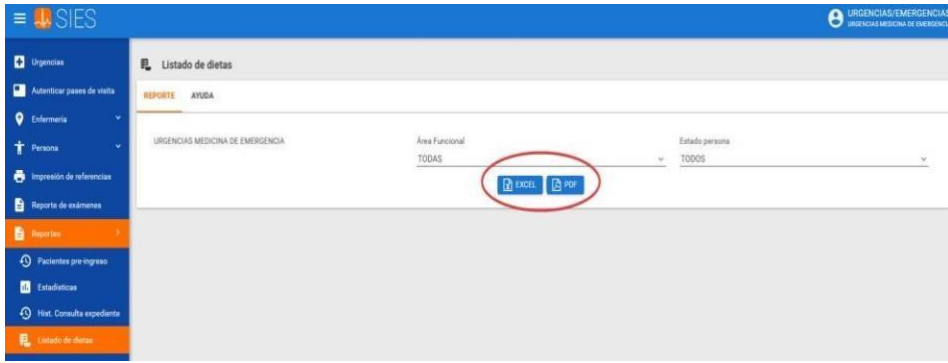 SIES
URGENCIAS/EMERGENCIAS
URGENCIAS MEDICINA DE EMERGENCIA
Urgencias
Autenticar pases de visita
Enfermería
Persona
Impresión de referencias
Reporte de exámenes
Reportes
Pacientes pre-ingreso
Estadísticas
Hist. Consulta expediente
Listado de dietas
Listado de dietas
REPORTE AYUDA
URGENCIAS MEDICINA DE EMERGENCIA
Área Funcional
TODAS
Estado persona
TODOS
EXCEL PDF